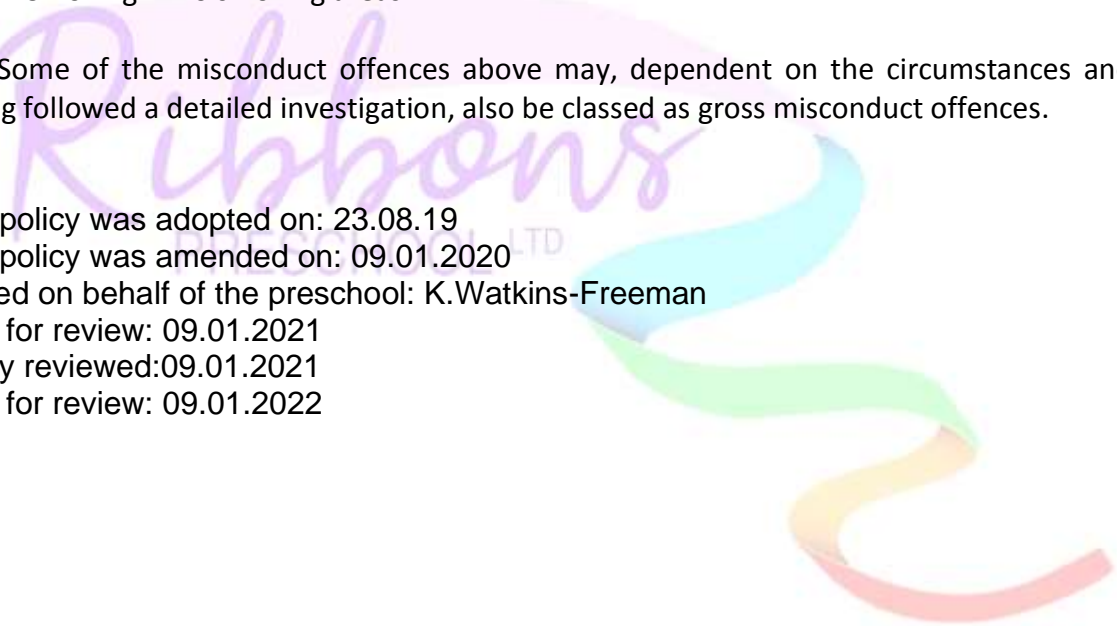 Some of the misconduct offences above may, dependent on the circumstances an
g followed a detailed investigation, also be classed as gross misconduct offences.
Ribbons
PRESCHOOL LTD
policy was adopted on: 23.08.19
policy was amended on: 09.01.2020
ed on behalf of the preschool: K.Watkins-Freeman
for review: 09.01.2021
y reviewed:09.01.2021
for review: 09.01.2022